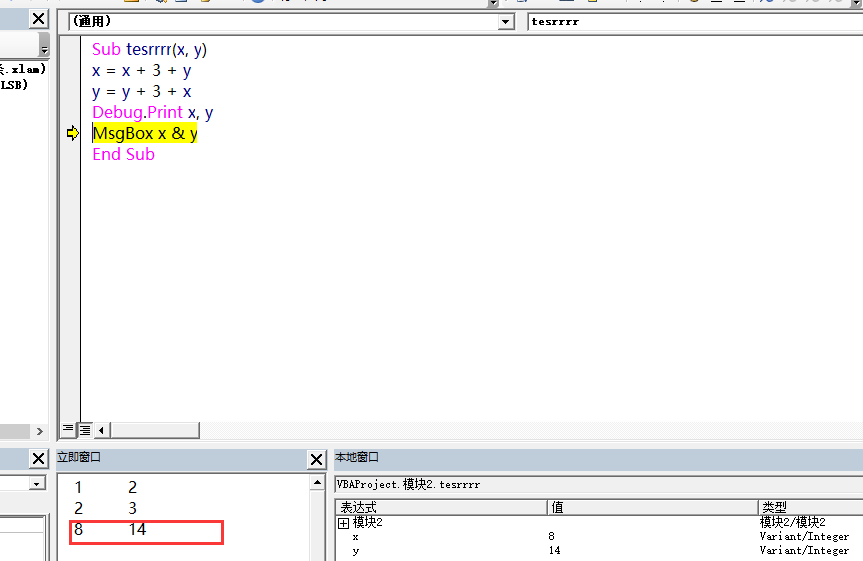 (通用)
tesrrrr
.xlam)
LSB)
Sub tesrrrr(x, y)
x = x + 3 + y
y = y + 3 + x
Debug.Print x, y
MsgBox x & y
End Sub
立即窗口
1 2
2 3
8 14
本地窗口
VBAProject.模块2.tesrrrr
表达式 值 类型
模块2 模块2/模块2
x 8 Variant/Integer
y 14 Variant/Integer